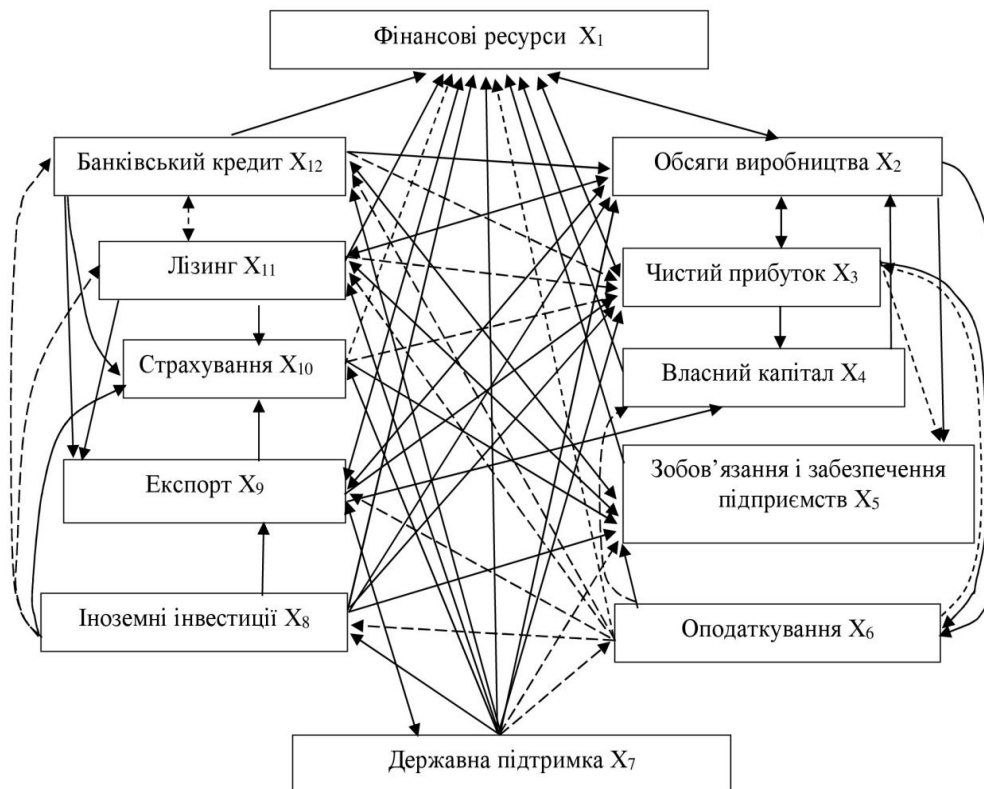 Фінансові ресурси X1
Банківський кредит X12
Обсяги виробництва X2
Лізинг X11
Чистий прибуток X3
Страхування X10
Власний капітал X4
Експорт X9
Зобов’язання і забезпечення
підприємств X5
Іноземні інвестиції X8
Оподаткування X6
Державна підтримка X7